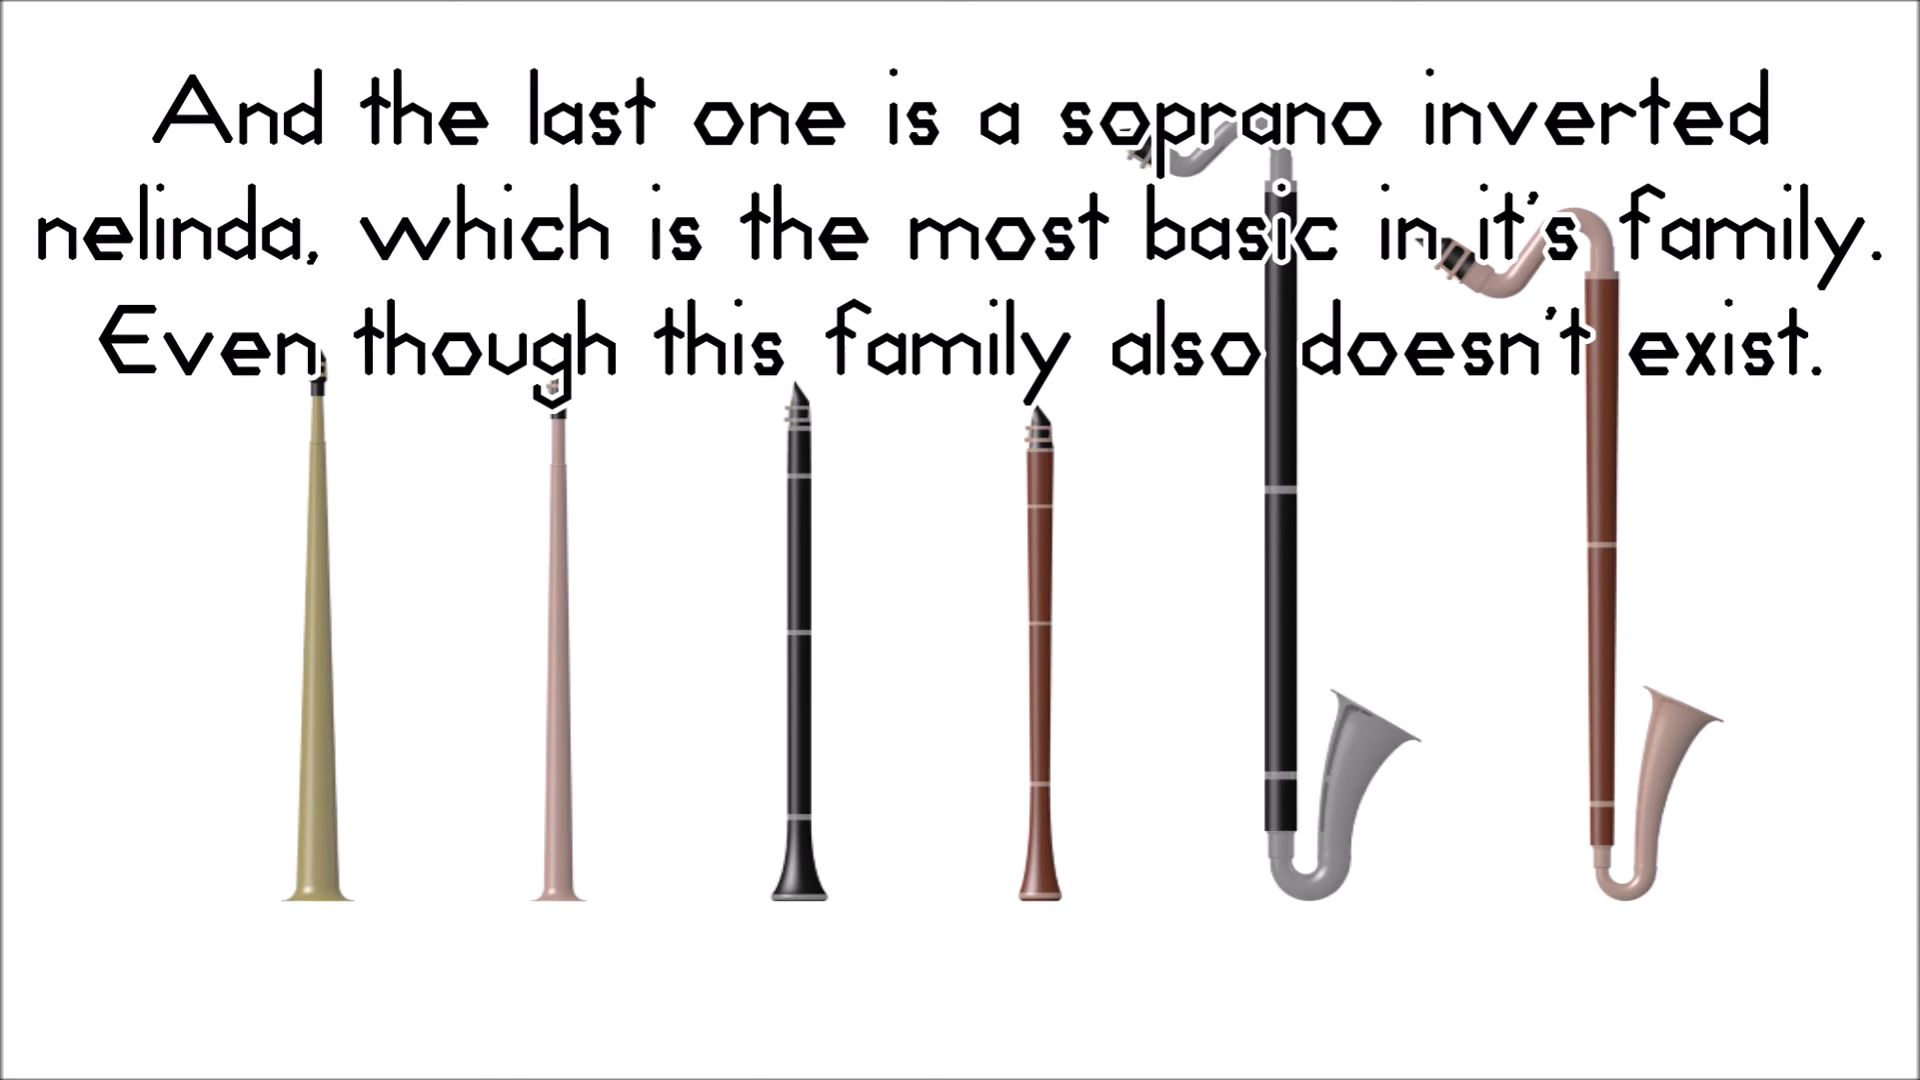 And the last one is a soprano inverted
nelinda, which is the most basic in it's family.
Even though this family also doesn't exist.